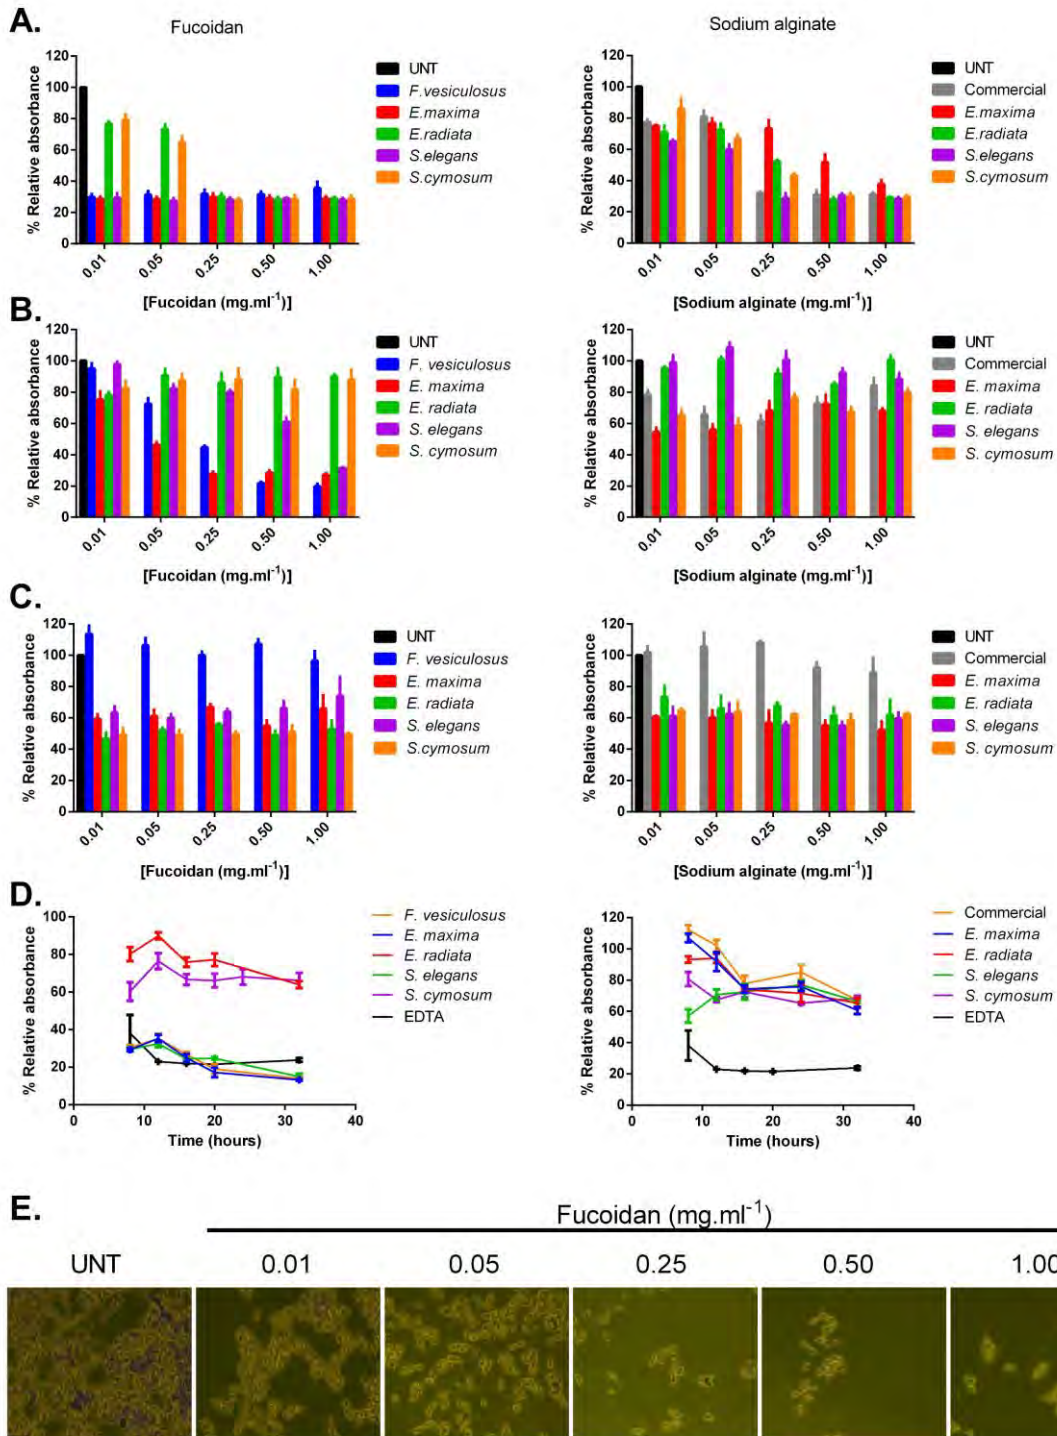 A.
Fucoidan
Sodium alginate
120
100
80
60
40
20
0
% Relative absorbance
0.01
0.05
0.25
0.50
1.00
[Fucoidan (mg.ml-1)]
UNT
F.vesiculosus
E.maxima
E.radiata
S.elegans
S.cymosum
120
100
80
60
40
20
0
% Relative absorbance
0.01
0.05
0.25
0.50
1.00
[Sodium alginate (mg.ml-1)]
UNT
Commercial
E.maxima
E.radiata
S.elegans
S.cymosum
B.
120
100
80
60
40
20
0
% Relative absorbance
0.01
0.05
0.25
0.50
1.00
[Fucoidan (mg.ml-1)]
UNT
F. vesiculosus
E. maxima
E. radiata
S. elegans
S. cymosum
120
100
80
60
40
20
0
% Relative absorbance
0.01
0.05
0.25
0.50
1.00
[Sodium alginate (mg.ml-1)]
UNT
Commercial
E. maxima
E. radiata
S. elegans
S. cymosum
C.
120
100
80
60
40
20
0
% Relative absorbance
0.01
0.05
0.25
0.50
1.00
[Fucoidan (mg.ml-1)]
UNT
F. vesiculosus
E. maxima
E. radiata
S. elegans
S.cymosum
120
100
80
60
40
20
0
% Relative absorbance
0.01
0.05
0.25
0.50
1.00
[Sodium alginate (mg.ml-1)]
UNT
Commercial
E. maxima
E. radiata
S. elegans
S. cymosum
D.
100
80
60
40
20
0
% Relative absorbance
0 10 20 30 40
Time (hours)
F. vesiculosus
E. maxima
E. radiata
S. elegans
S. cymosum
EDTA
120
100
80
60
40
20
0
% Relative absorbance
0 10 20 30 40
Time (hours)
Commercial
E. maxima
E. radiata
S. elegans
S. cymosum
EDTA
E.
Fucoidan (mg.ml-1)
UNT 0.01 0.05 0.25 0.50 1.00